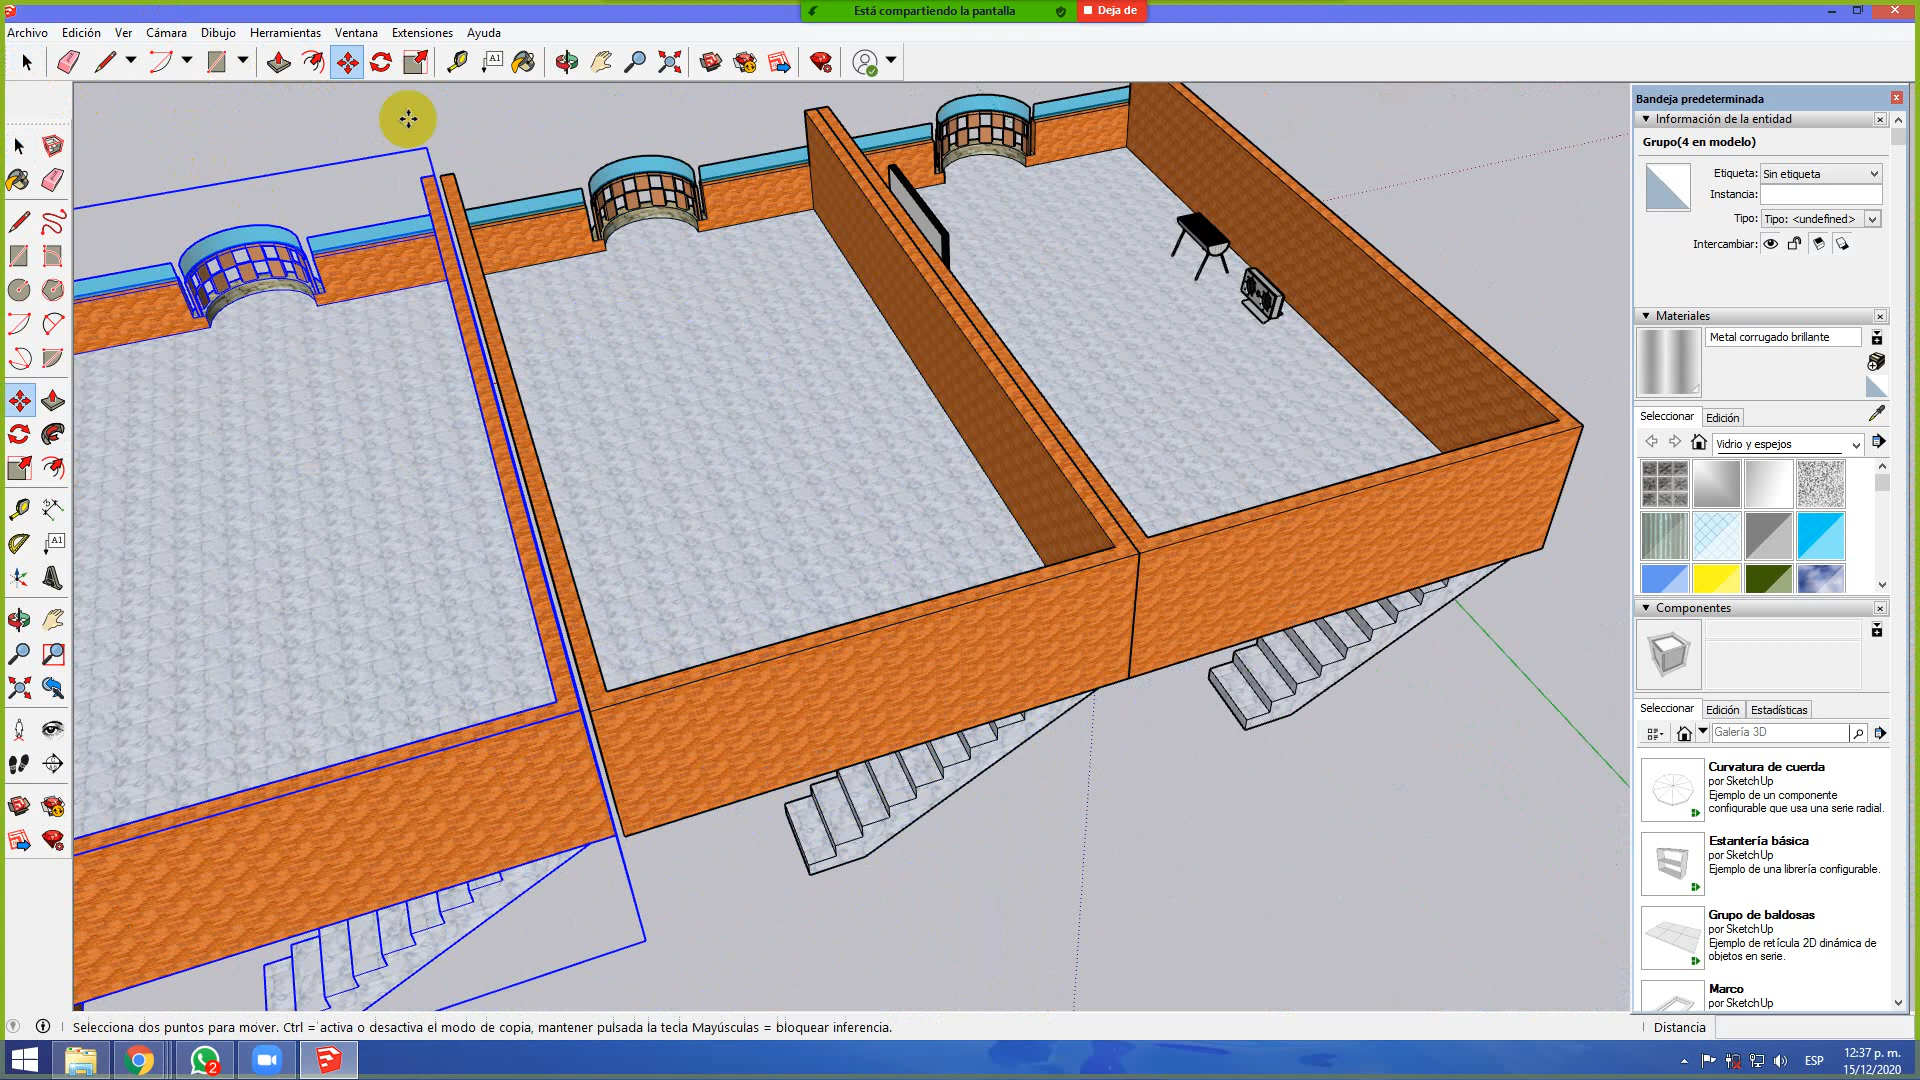 Está compartiendo la pantalla
Deja de
Archivo Edición Ver Cámara Dibujo Herramientas Ventana Extensiones Ayuda
A1
Bandeja predeterminada
Información de la entidad
Grupo(4 en modelo)
Etiqueta: Sin etiqueta
Instancia:
Tipo: Tipo: <undefined>
Intercambiar:
Materiales
Metal corrugado brillante
Seleccionar Edición
Vidrio y espejos
A1
Componentes
Seleccionar Edición Estadísticas
Galería 3D
Curvatura de cuerda
por SketchUp
Ejemplo de un componente
configurable que usa una serie radial.
Estantería básica
por SketchUp
Ejemplo de una librería configurable.
Grupo de baldosas
por SketchUp
Ejemplo de retícula 2D dinámica de
objetos en serie.
Marco
por SketchUp
Selecciona dos puntos para mover. Ctrl = activa o desactiva el modo de copia, mantener pulsada la tecla Mayúsculas = bloquear inferencia.
Distancia
2
ESP
12:37 p. m.
15/12/2020